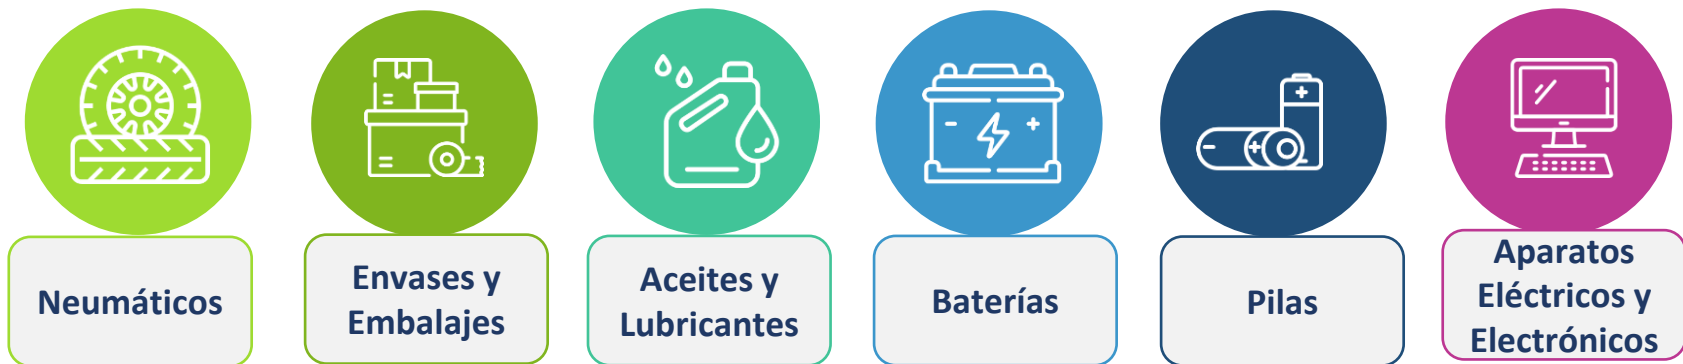 Neumáticos
Envases y
Embalajes
Aceites y
Lubricantes
Baterías
Pilas
Aparatos
Eléctricos y
Electrónicos